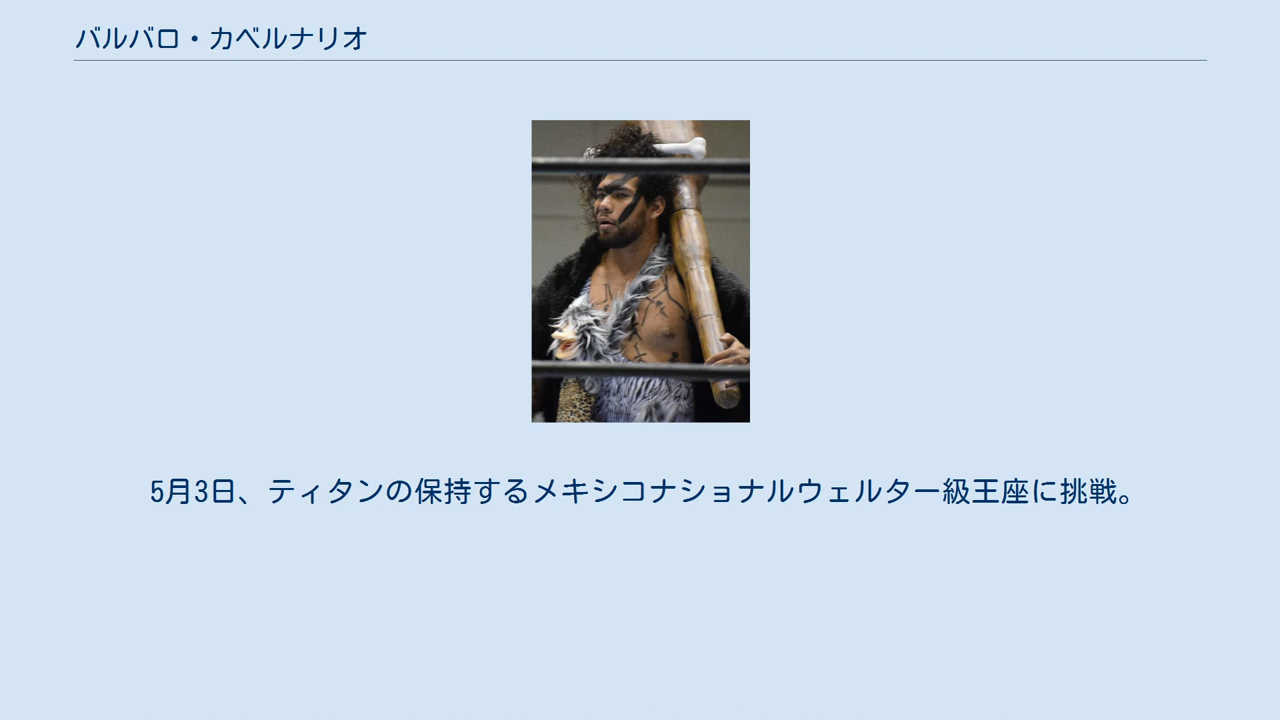 バルバロ・カベルナリオ
5月3日、ティタンの保持するメキシコナショナルウェルター級王座に挑戦。